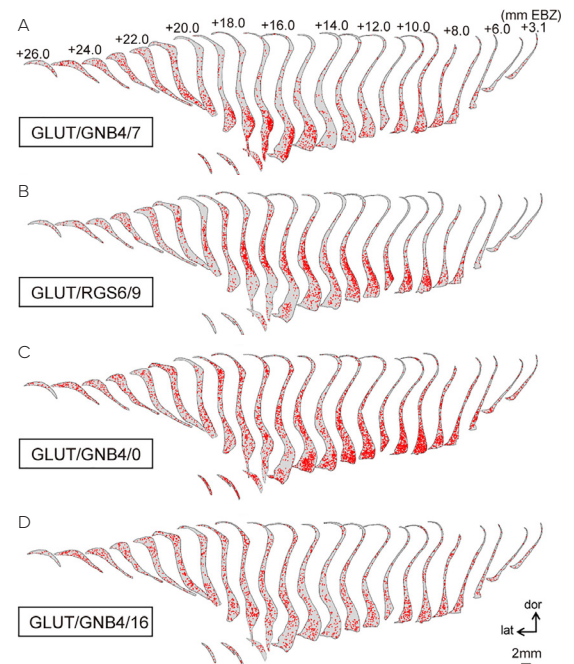 A
+26.0 +24.0 +22.0 +20.0 +18.0 +16.0 +14.0 +12.0 +10.0 +8.0 +6.0 +3.1 (mm EBZ)
GLUT/GNB4/7
B
GLUT/RGS6/9
C
GLUT/GNB4/0
D
GLUT/GNB4/16
dor
lat
2mm